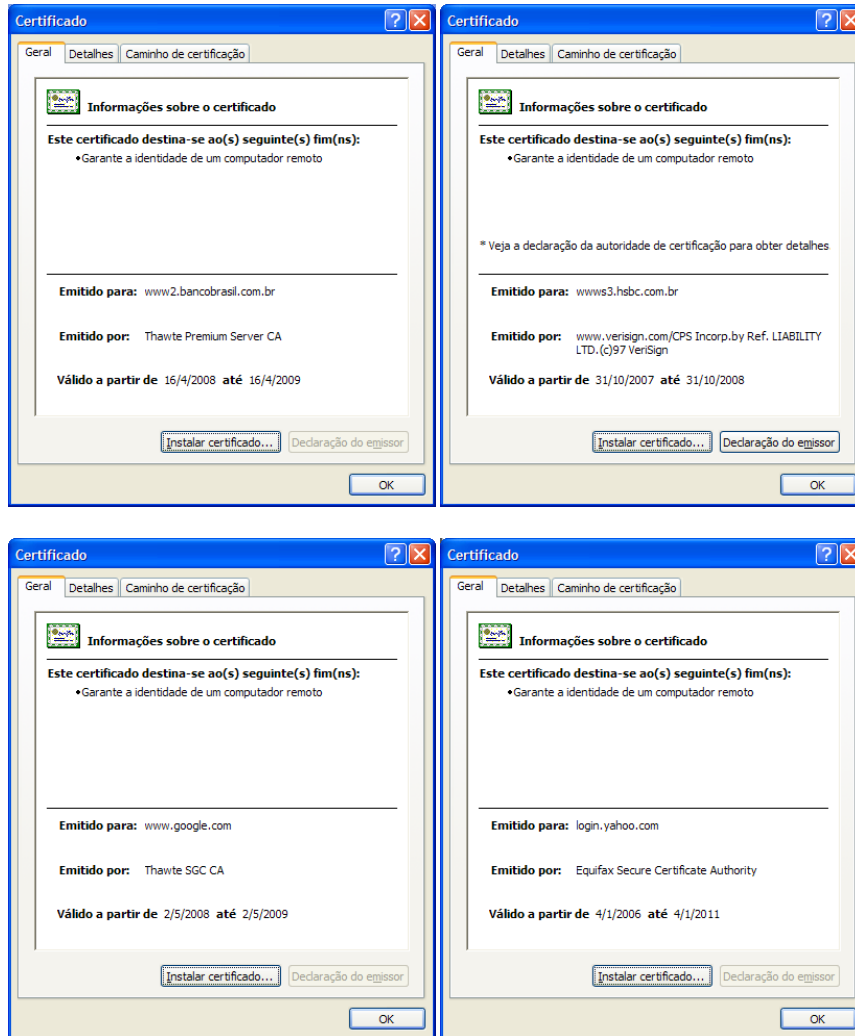 Certificado
Geral Detalhes Caminho de certificação
Informações sobre o certificado
Este certificado destina-se ao(s) seguinte(s) fim(ns):
•Garante a identidade de um computador remoto
Emitido para: www2.bancobrasil.com.br
Emitido por: Thawte Premium Server CA
Válido a partir de 16/4/2008 até 16/4/2009
Instalar certificado... Declaração do emissor
OK
Certificado
Geral Detalhes Caminho de certificação
Informações sobre o certificado
Este certificado destina-se ao(s) seguinte(s) fim(ns):
•Garante a identidade de um computador remoto
* Veja a declaração da autoridade de certificação para obter detalhes
Emitido para: wwws3.hsbc.com.br
Emitido por: www.verisign.com/CPS Incorp.by Ref. LIABILITY
LTD.(c)97 VeriSign
Válido a partir de 31/10/2007 até 31/10/2008
Instalar certificado... Declaração do emissor
OK
Certificado
Geral Detalhes Caminho de certificação
Informações sobre o certificado
Este certificado destina-se ao(s) seguinte(s) fim(ns):
•Garante a identidade de um computador remoto
Emitido para: www.google.com
Emitido por: Thawte SGC CA
Válido a partir de 2/5/2008 até 2/5/2009
Instalar certificado... Declaração do emissor
OK
Certificado
Geral Detalhes Caminho de certificação
Informações sobre o certificado
Este certificado destina-se ao(s) seguinte(s) fim(ns):
•Garante a identidade de um computador remoto
Emitido para: login.yahoo.com
Emitido por: Equifax Secure Certificate Authority
Válido a partir de 4/1/2006 até 4/1/2011
Instalar certificado... Declaração do emissor
OK